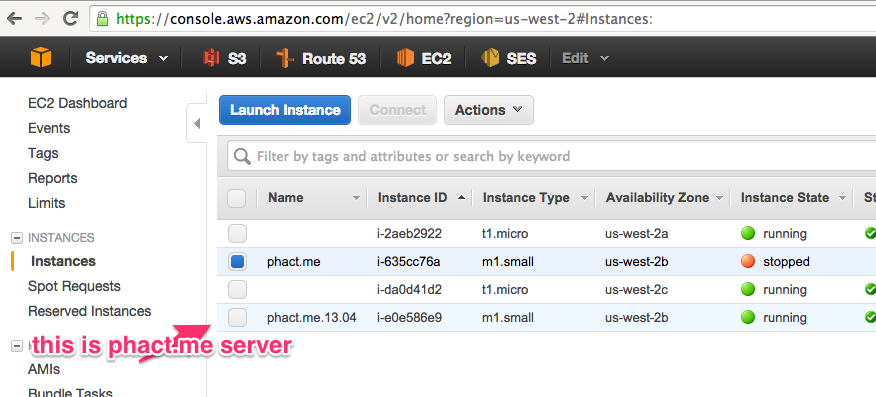 https://console.aws.amazon.com/ec2/v2/home?region=us-west-2#Instances:
Services S3 Route 53 EC2 SES Edit
EC2 Dashboard
Events
Tags
Reports
Limits
INSTANCES
Instances
Spot Requests
Reserved Instances
AMIs
Bundle Tasks
Launch Instance Connect Actions
Filter by tags and attributes or search by keyword
Name Instance ID Instance Type Availability Zone Instance State St
i-2aeb2922 t1.micro us-west-2a running
phact.me i-635cc76a m1.small us-west-2b stopped
i-da0d41d2 t1.micro us-west-2c running
phact.me.13.04 i-e0e586e9 m1.small us-west-2b running
this is phact.me server